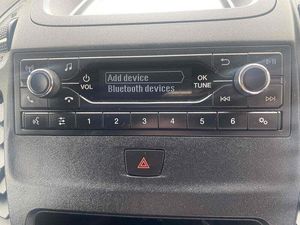 Add device
Bluetooth devices
VOL
OK
TUNE
1 2 3 4 5 6